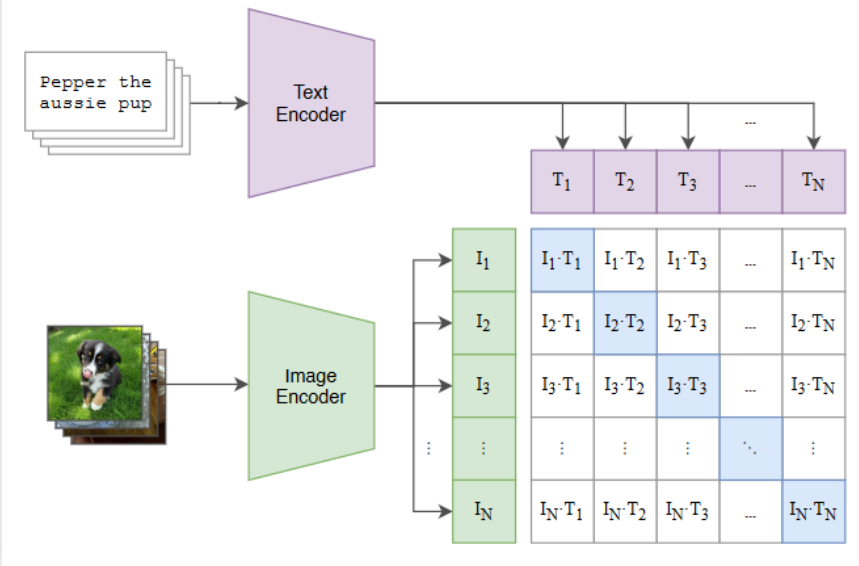 Pepper the
aussie pup
Text
Encoder
...
T1 T2 T3 ... TN
I1 I1·T1 I1·T2 I1·T3 ... I1·TN
I2 I2·T1 I2·T2 I2·T3 ... I2·TN
Image
Encoder
I3 I3·T1 I3·T2 I3·T3 ... I3·TN
⋮ ⋮ ⋮ ⋮ ⋮ ⋱ ⋮
IN IN·T1 IN·T2 IN·T3 ... IN·TN